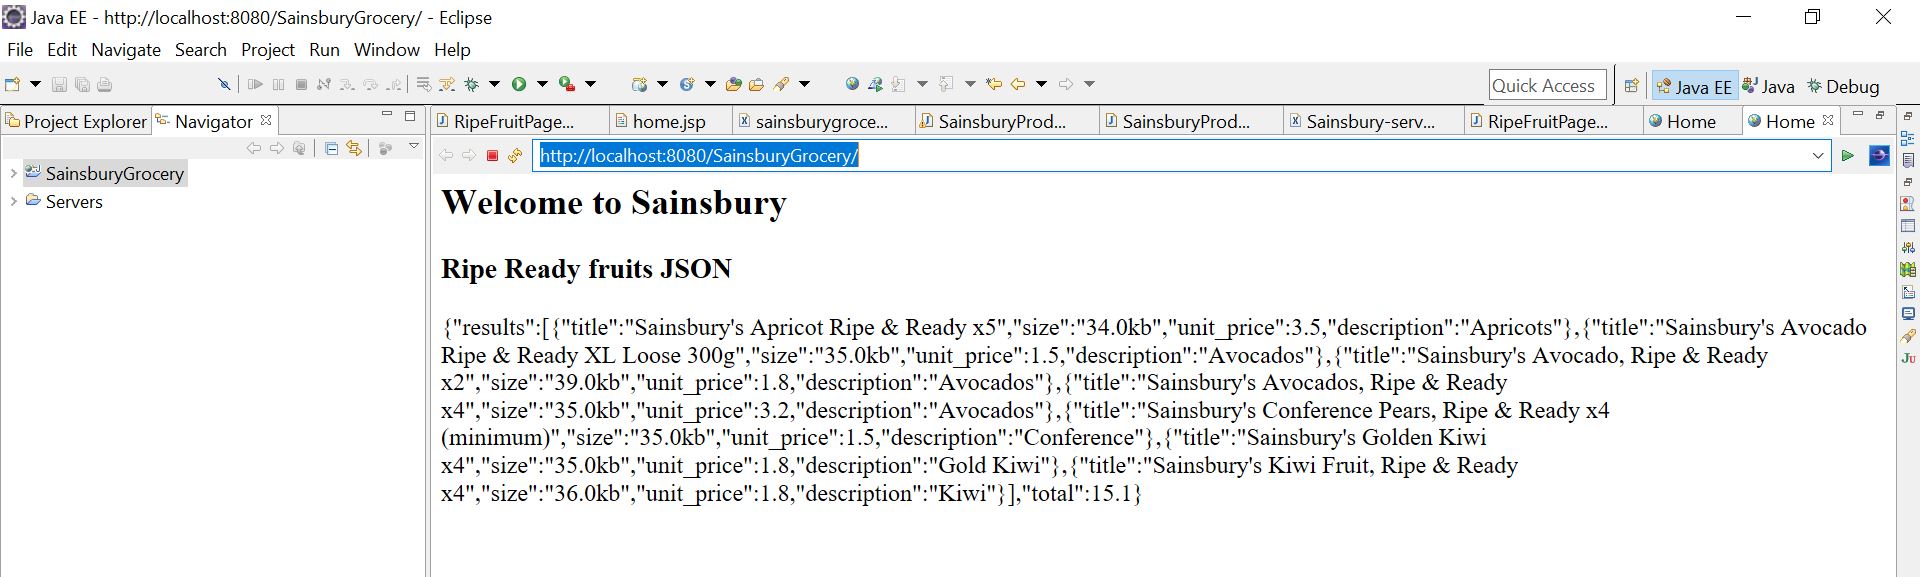 Java EE - http://localhost:8080/SainsburyGrocery/ - Eclipse
File Edit Navigate Search Project Run Window Help
Quick Access Java EE Java Debug
Project Explorer Navigator RipeFruitPage... home.jsp sainsburygroce... SainsburyProd... SainsburyProd... Sainsbury-serv... RipeFruitPage... Home Home
http://localhost:8080/SainsburyGrocery/
SainsburyGrocery
Servers
Welcome to Sainsbury
Ripe Ready fruits JSON
{"results":[{"title":"Sainsbury's Apricot Ripe & Ready x5","size":"34.0kb","unit_price":3.5,"description":"Apricots"},{"title":"Sainsbury's Avocado
Ripe & Ready XL Loose 300g","size":"35.0kb","unit_price":1.5,"description":"Avocados"},{"title":"Sainsbury's Avocado, Ripe & Ready
x2","size":"39.0kb","unit_price":1.8,"description":"Avocados"},{"title":"Sainsbury's Avocados, Ripe & Ready
x4","size":"35.0kb","unit_price":3.2,"description":"Avocados"},{"title":"Sainsbury's Conference Pears, Ripe & Ready x4
(minimum)","size":"35.0kb","unit_price":1.5,"description":"Conference"},{"title":"Sainsbury's Golden Kiwi
x4","size":"35.0kb","unit_price":1.8,"description":"Gold Kiwi"},{"title":"Sainsbury's Kiwi Fruit, Ripe & Ready
x4","size":"36.0kb","unit_price":1.8,"description":"Kiwi"}],"total":15.1}